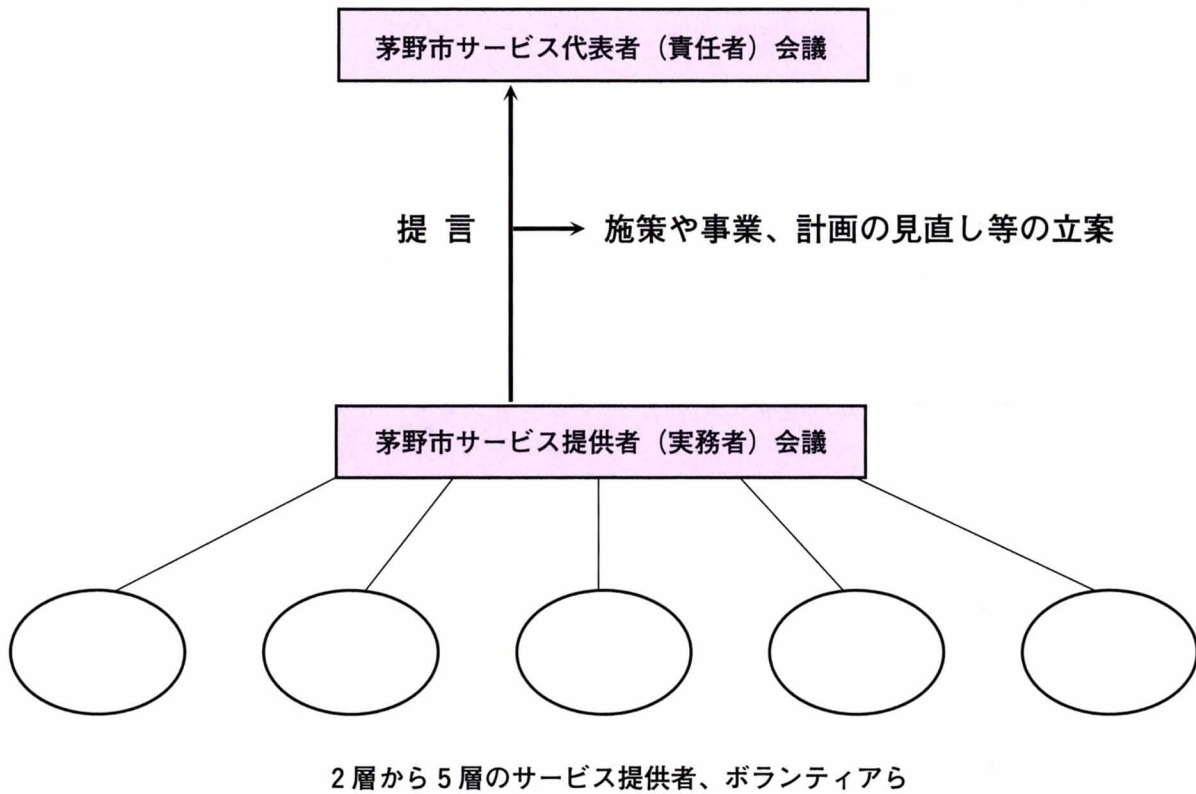 茅野市サービス代表者（責任者）会議
提 言
施策や事業、計画の見直し等の立案
茅野市サービス提供者（実務者）会議
2層から5層のサービス提供者、ボランティアら